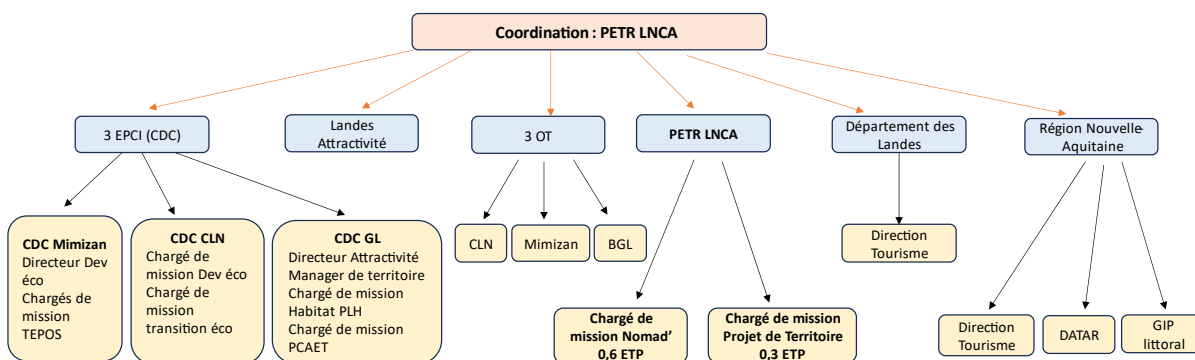 Coordination : PETR LNCA
3 EPCI (CDC)
Landes
Attractivité
3 OT
PETR LNCA
Département des
Landes
Région Nouvelle-
Aquitaine
CDC Mimizan
Directeur Dev
éco
Chargés de
mission
TEPOS
CDC CLN
Chargé de
mission Dev éco
Chargé de
mission
transition éco
CDC GL
Directeur Attractivité
Manager de territoire
Chargé de mission
Habitat PLH
Chargé de mission
PCAET
CLN
Mimizan
BGL
Direction
Tourisme
Chargé de
mission Nomad'
0,6 ETP
Chargé de mission
Projet de Territoire
0,3 ETP
Direction
Tourisme
DATAR
GIP
littoral